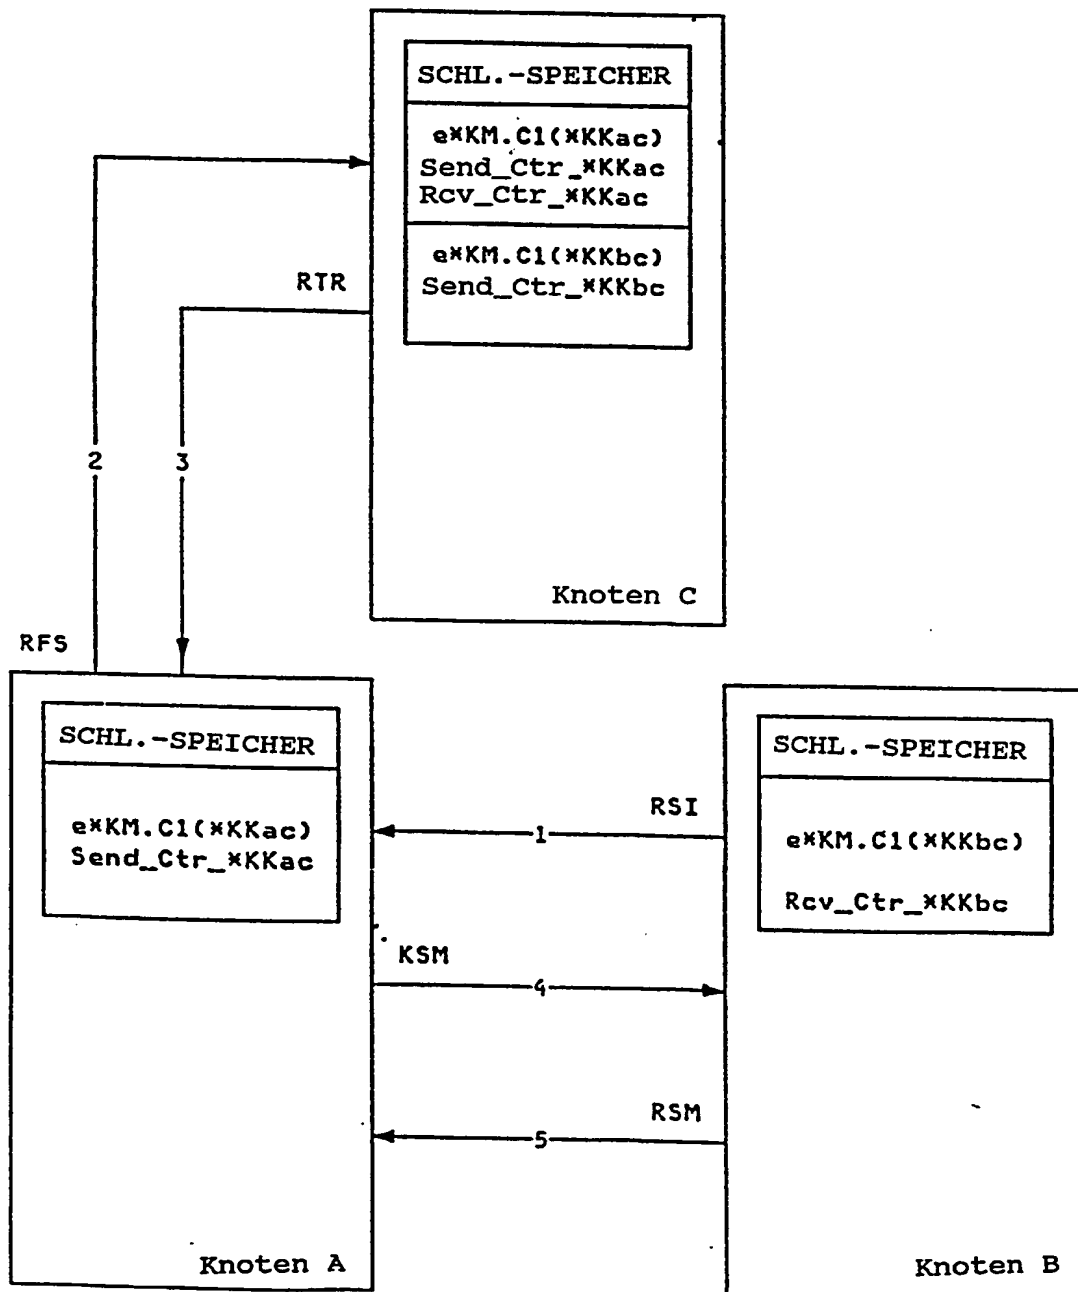 SCHL.-SPEICHER
e*KM.C1(*KKac)
Send_Ctr_*KKac
Rcv_Ctr_*KKac
e*KM.C1(*KKbc)
Send_Ctr_*KKbc
RTR
2
3
Knoten C
RFS
SCHL.-SPEICHER
e*KM.C1(*KKac)
Send_Ctr_*KKac
Knoten A
RSI
1
KSM
4
RSM
5
SCHL.-SPEICHER
e*KM.C1(*KKbc)
Rcv_Ctr_*KKbc
Knoten B